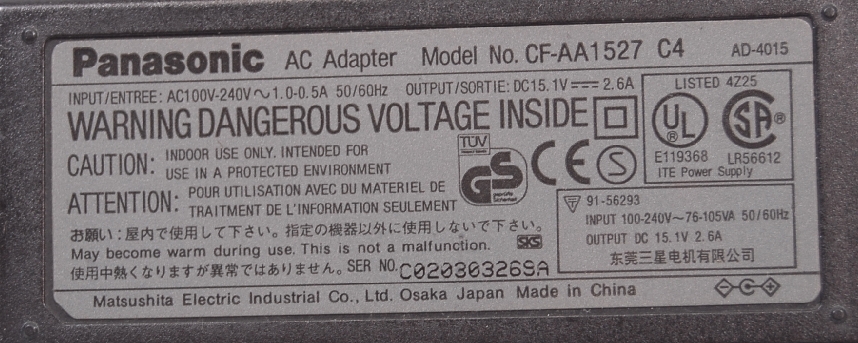 Panasonic AC Adapter Model No. CF-AA1527 C4 AD-4015
INPUT/ENTREE: AC100V-240V～1.0-0.5A 50/60Hz OUTPUT/SORTIE: DC15.1V⎓2.6A
WARNING DANGEROUS VOLTAGE INSIDE
CAUTION: INDOOR USE ONLY. INTENDED FOR
USE IN A PROTECTED ENVIRONMENT
ATTENTION: POUR UTILISATION AVEC DU MATERIEL DE
TRAITEMENT DE L'INFORMATION SEULEMENT
お願い:屋内で使用して下さい。指定の機器以外に使用しないで下さい。
May become warm during use. This is not a malfunction.
使用中熱くなりますが異常ではありません。 SER NO. C020303269A
TÜV
GS
geprüfte
Sicherheit
CE
S
SKS
LISTED 4Z25
UL ®
SA ®
E119368 LR56612
ITE Power Supply
91-56293
INPUT 100-240V～76-105VA 50/60Hz
OUTPUT DC 15.1V 2.6A
东莞三星电机有限公司
Matsushita Electric Industrial Co., Ltd. Osaka Japan Made in China